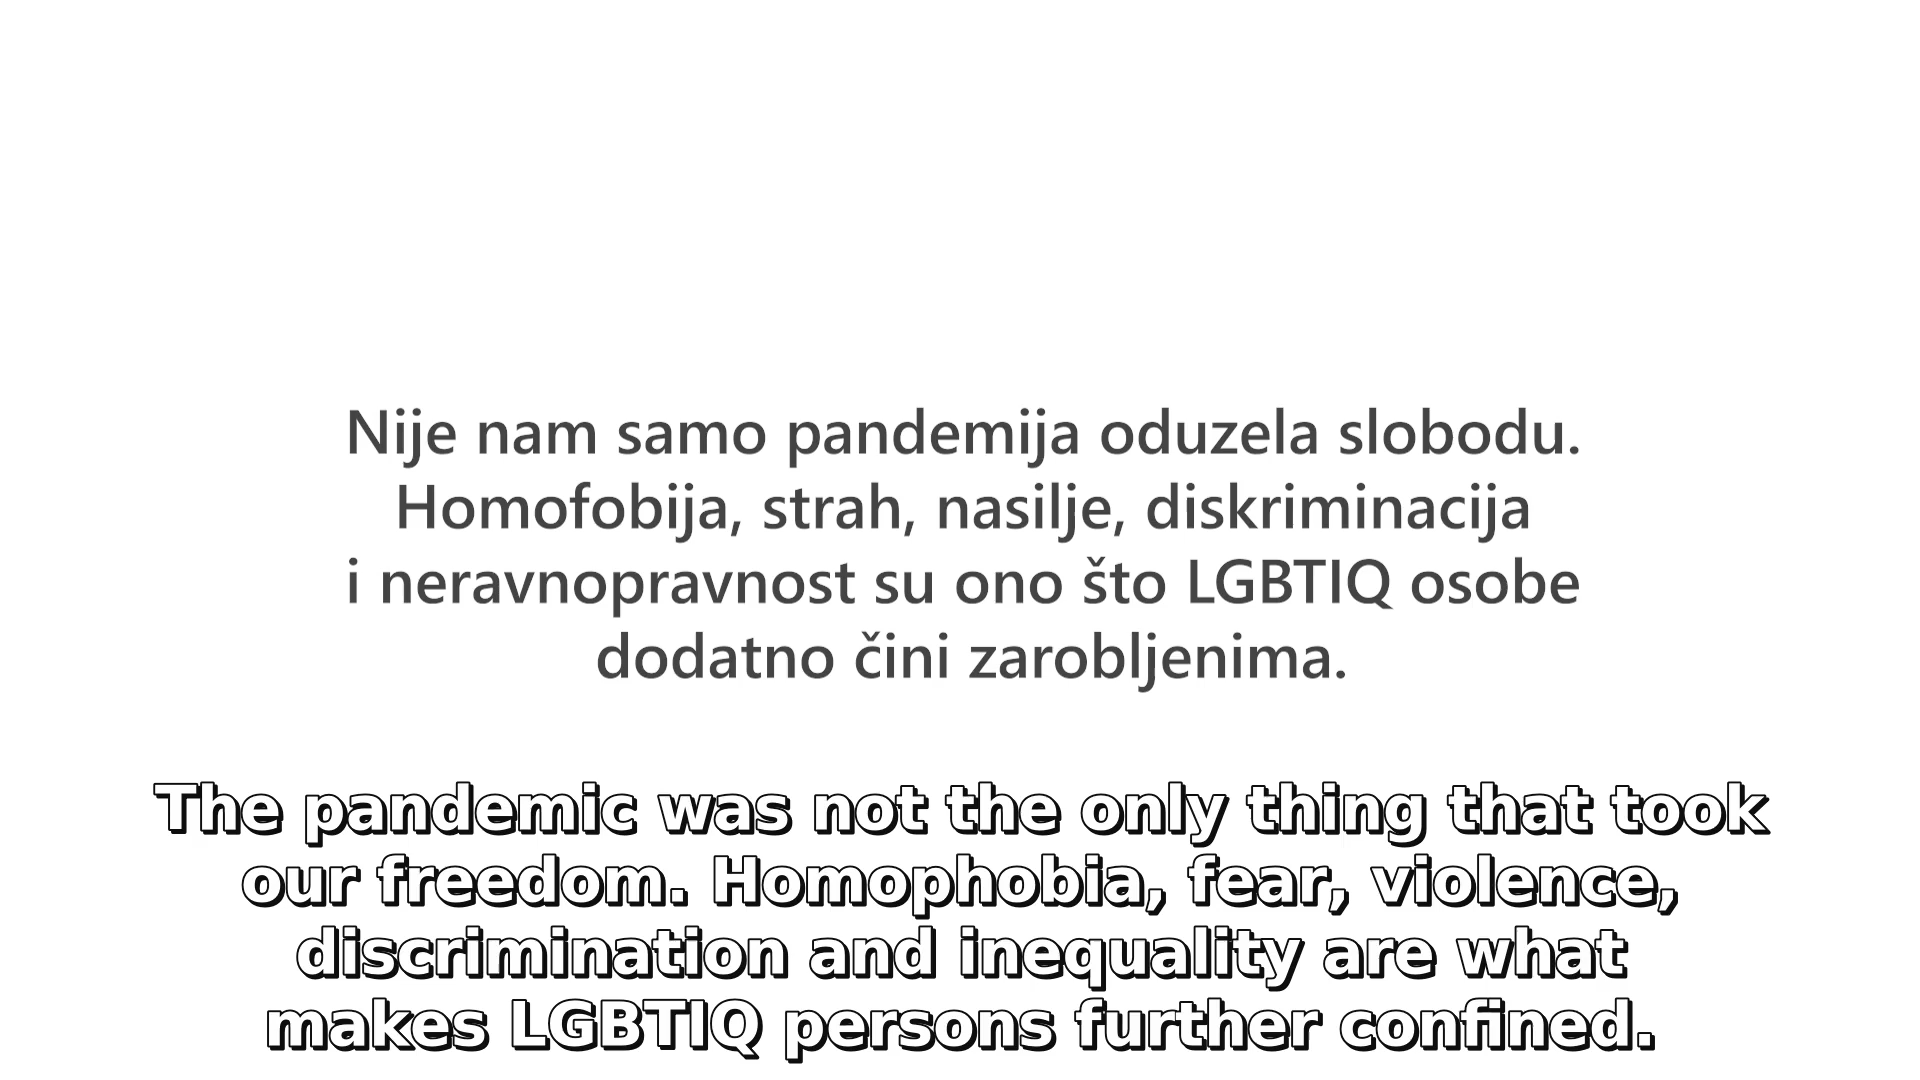 Nije nam samo pandemija oduzela slobodu.
Homofobija, strah, nasilje, diskriminacija
i neravnopravnost su ono što LGBTIQ osobe
dodatno čini zarobljenima.
The pandemic was not the only thing that took
our freedom. Homophobia, fear, violence,
discrimination and inequality are what
makes LGBTIQ persons further confined.